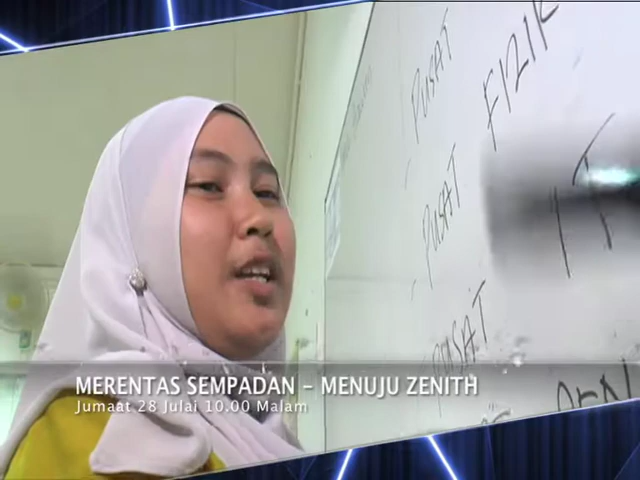 PUSAT FIZIK
PUSAT
PUSAT
MERENTAS SEMPADAN – MENUJU ZENITH
Jumaat 28 Julai 10.00 Malam